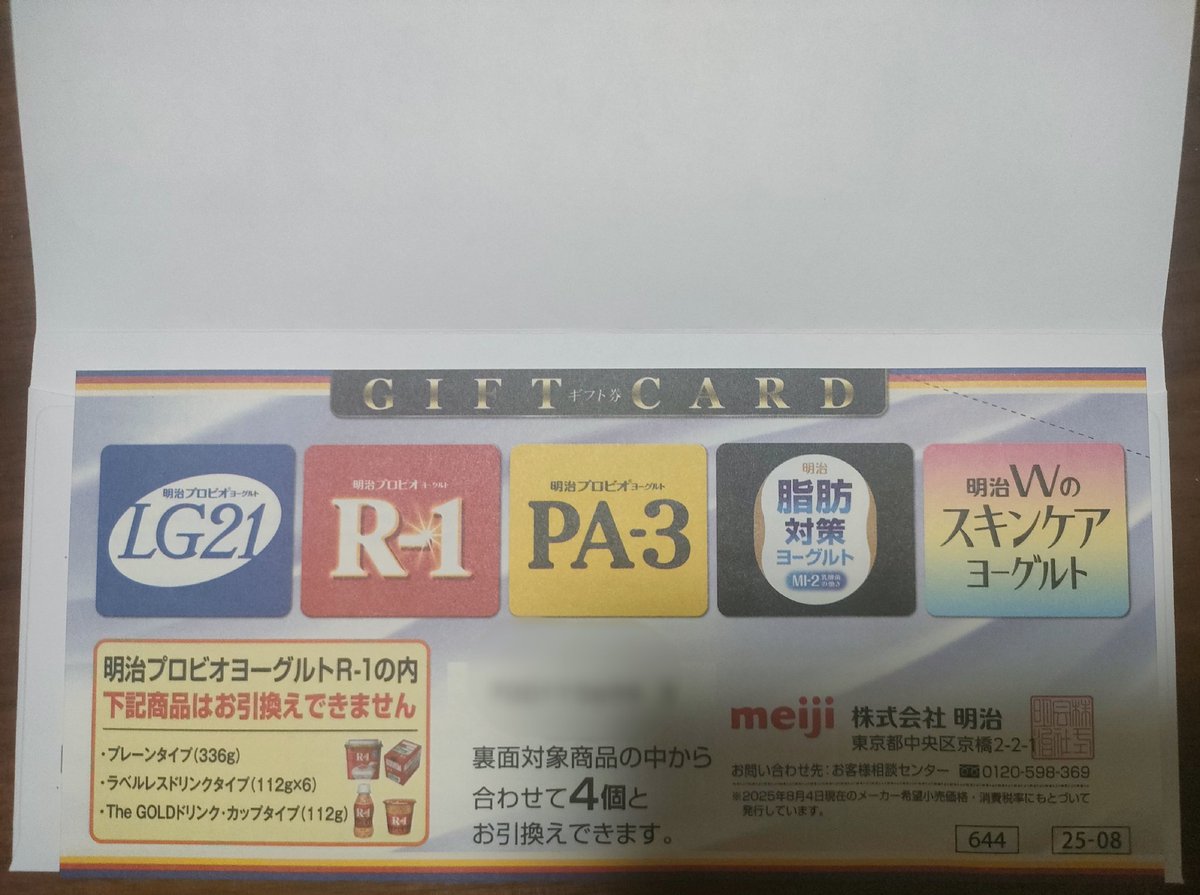 GIFT ギフト券 CARD
明治プロビオヨーグルト
LG21
明治プロビオヨーグルト
R-1
明治プロビオヨーグルト
PA-3
明治
脂肪
対策
ヨーグルト
MI-2 乳酸菌の働き
明治Wの
スキンケア
ヨーグルト
明治プロビオヨーグルトR-1の内
下記商品はお引換えできません
・プレーンタイプ(336g)
・ラベルレスドリンクタイプ(112g×6)
・The GOLDドリンク・カップタイプ(112g)
R-1
R-1
R-1
裏面対象商品の中から
合わせて4個と
お引換えできます。
meiji 株式会社 明治
東京都中央区京橋2-2-1
お問い合わせ先:お客様相談センター 0120-598-369
※2025年8月4日現在のメーカー希望小売価格・消費税率にもとづいて
発行しています。
644 25-08